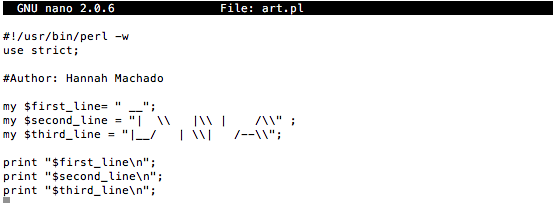 GNU nano 2.0.6                 File: art.pl
#!/usr/bin/perl -w
use strict;
#Author: Hannah Machado
my $first_line= " __";
my $second_line = "|  \\   |\\ |    /\\" ;
my $third_line = "|__/   | \\|   /--\\";
print "$first_line\n";
print "$second_line\n";
print "$third_line\n";